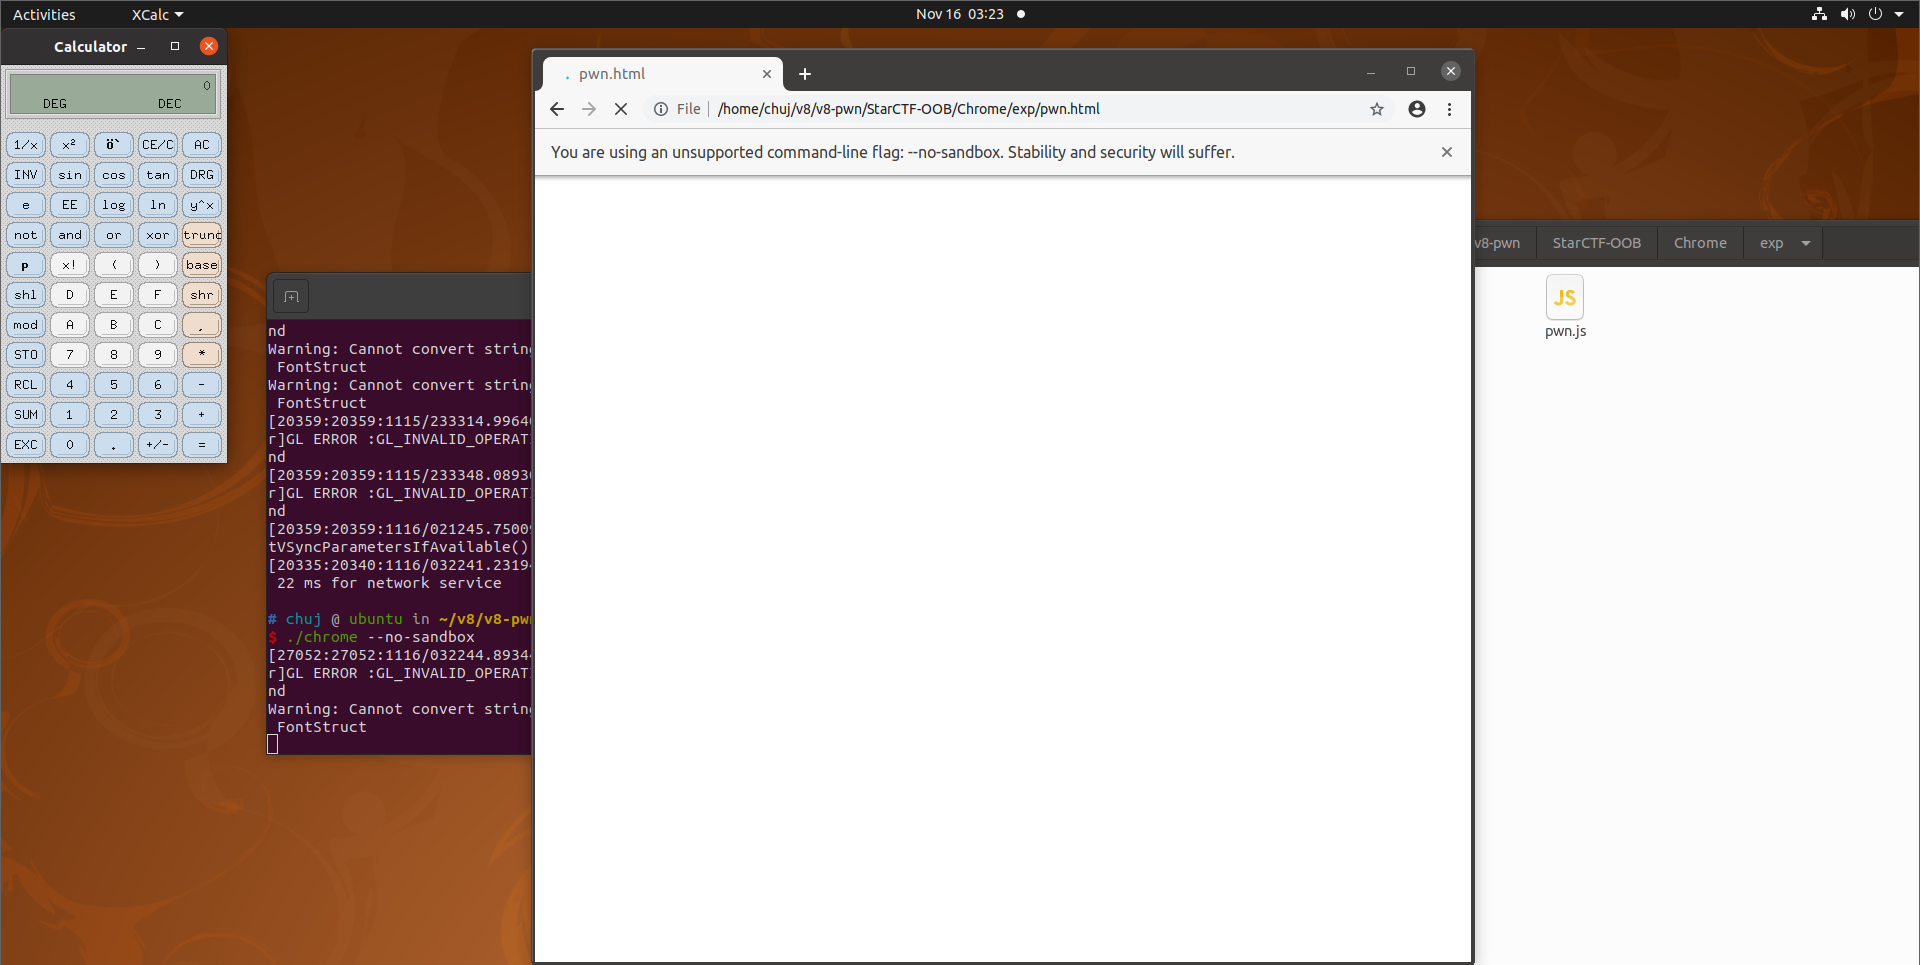 Activities
XCalc
Nov 16 03:23
Calculator
0
DEG DEC
1/x x² CE/C AC
INV sin cos tan DRG
e EE log ln y^x
not and or xor trunc
p x! ( ) base
shl D E F shr
mod A B C ,
STO 7 8 9 *
RCL 4 5 6 -
SUM 1 2 3 +
EXC 0 . +/- =
nd
Warning: Cannot convert string
FontStruct
Warning: Cannot convert string
FontStruct
[20359:20359:1115/233314.9964
r]GL ERROR :GL_INVALID_OPERAT
nd
[20359:20359:1115/233348.0893
r]GL ERROR :GL_INVALID_OPERAT
nd
[20359:20359:1116/021245.7500
tVSyncParametersIfAvailable()
[20335:20340:1116/032241.2319
22 ms for network service
# chuj @ ubuntu in ~/v8/v8-pwn
$ ./chrome --no-sandbox
[27052:27052:1116/032244.8934
r]GL ERROR :GL_INVALID_OPERAT
nd
Warning: Cannot convert string
FontStruct
pwn.html
File
/home/chuj/v8/v8-pwn/StarCTF-OOB/Chrome/exp/pwn.html
You are using an unsupported command-line flag: --no-sandbox. Stability and security will suffer.
v8-pwn
StarCTF-OOB
Chrome
exp
JS
pwn.js